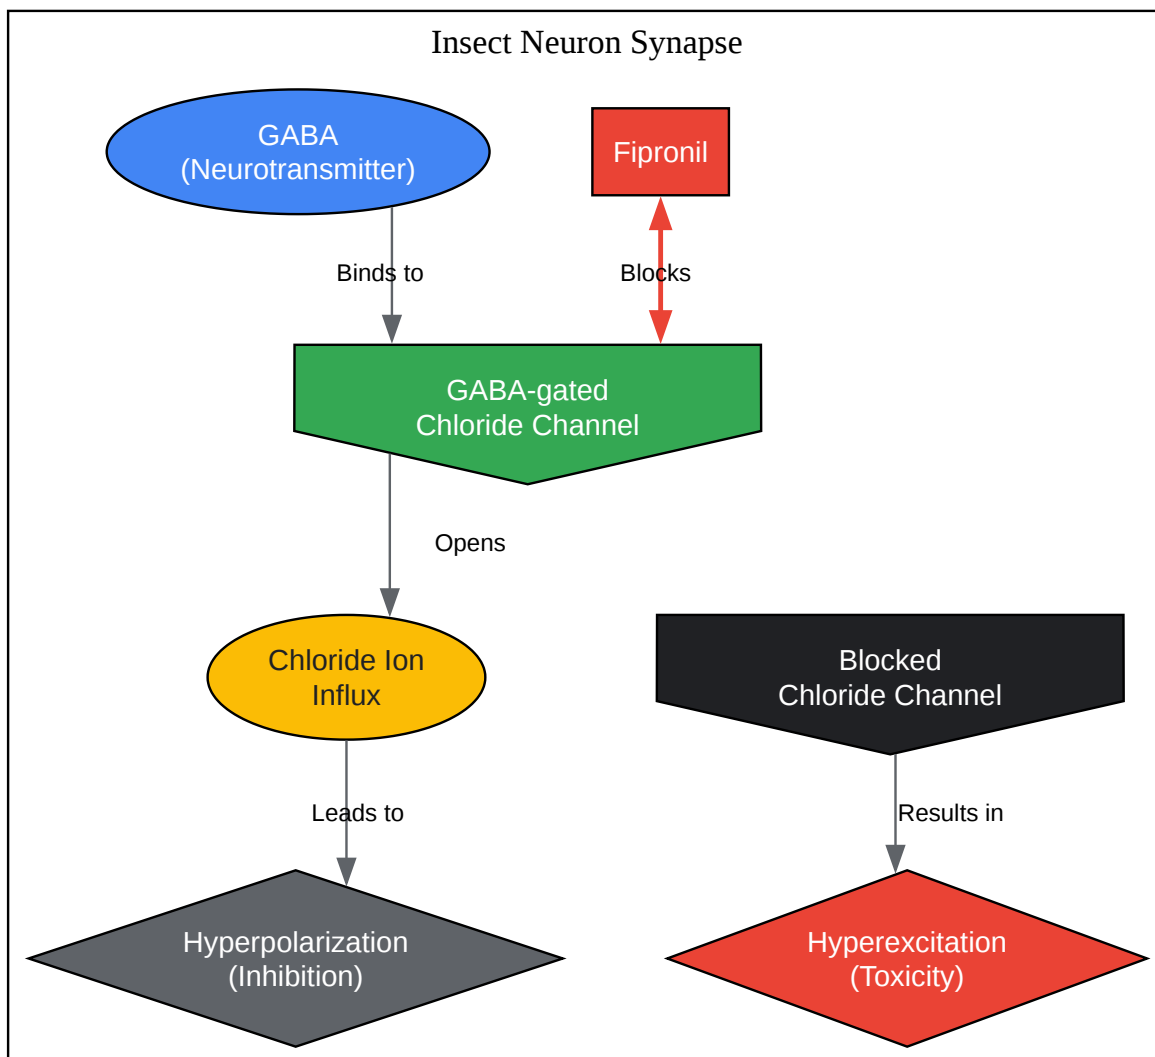 Insect Neuron Synapse
GABA
(Neurotransmitter)
Fipronil
Binds to
Blocks
GABA-gated
Chloride Channel
Opens
Chloride Ion
Influx
Blocked
Chloride Channel
Leads to
Results in
Hyperpolarization
(Inhibition)
Hyperexcitation
(Toxicity)